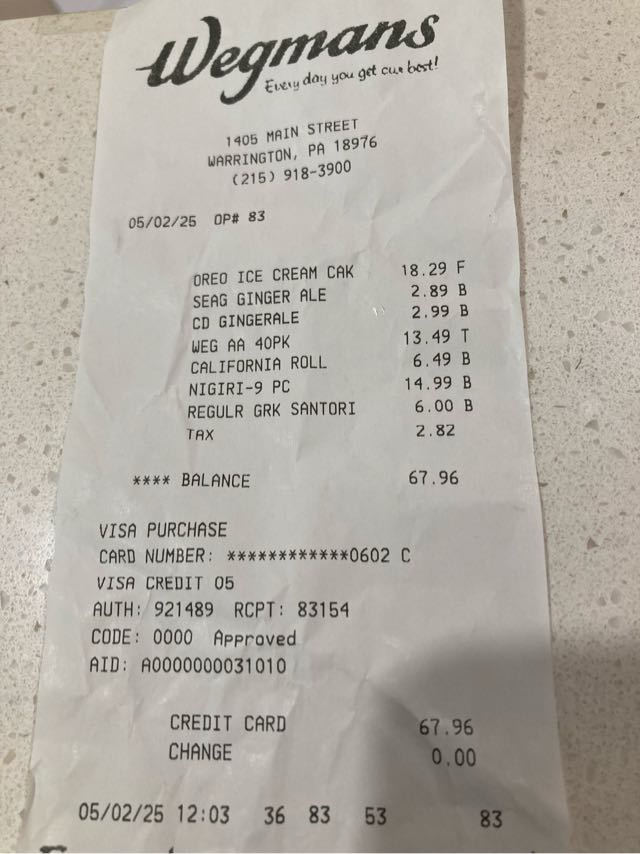 Wegmans
Every day you get our best!
1405 MAIN STREET
WARRINGTON, PA 18976
(215) 918-3900
05/02/25 OP# 83
OREO ICE CREAM CAK 18.29 F
SEAG GINGER ALE 2.89 B
CD GINGERALE 2.99 B
WEG AA 40PK 13.49 T
CALIFORNIA ROLL 6.49 B
NIGIRI-9 PC 14.99 B
REGULR GRK SANTORI 6.00 B
TAX 2.82
**** BALANCE 67.96
VISA PURCHASE
CARD NUMBER: ************0602 C
VISA CREDIT 05
AUTH: 921489 RCPT: 83154
CODE: 0000 Approved
AID: A0000000031010
CREDIT CARD 67.96
CHANGE 0.00
05/02/25 12:03 36 83 53 83